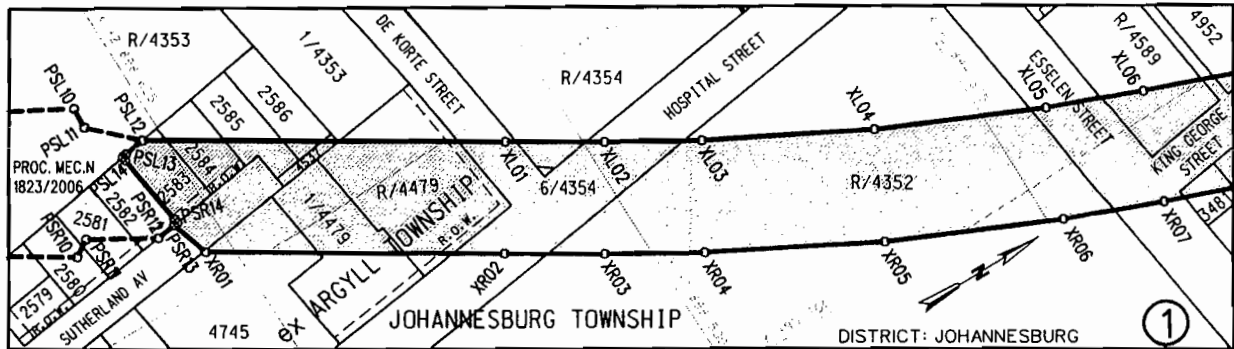 R/4353
1/4353
DE KORTE STREET
R/4354
HOSPITAL STREET
ESSELEN STREET
R/4589
4952
PSL10
PSL11
PSL12
2585
2586
XL01
XL02
XL03
XL04
XL05
XL06
KING GEORGE STREET
PROC. MEC.N
1823/2006
PSL14
PSL13
2584
2583
R.O.W.
457
R/4479
6/4354
R/4352
2582
2581
PSR12
PSR14
1/4479
TOWNSHIP
R.O.W.
348
PSR10
PSR11
PSR13
XR01
XR02
XR03
XR04
XR05
XR06
XR07
2580
2579
R.O.W.
SUTHERLAND AV
4745
ex ARGYLL
N
JOHANNESBURG TOWNSHIP
DISTRICT: JOHANNESBURG
1